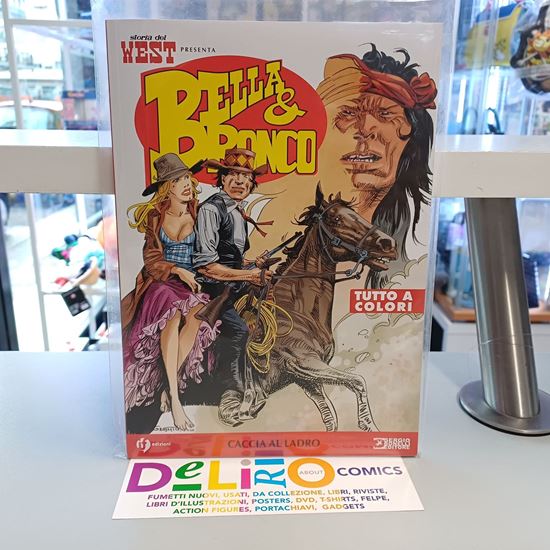 storia del
WEST PRESENTA
BELLA &
BRONCO
TUTTO A
COLORI
if edizioni
CACCIA AL LADRO
SERGIO
BONELLI
EDITORE
DeLiRiO ABOUT COMICS
FUMETTI NUOVI, USATI, DA COLLEZIONE, LIBRI, RIVISTE,
LIBRI D'ILLUSTRAZIONI, POSTERS, DVD, T-SHIRTS, FELPE,
ACTION FIGURES, PORTACHIAVI, GADGETS